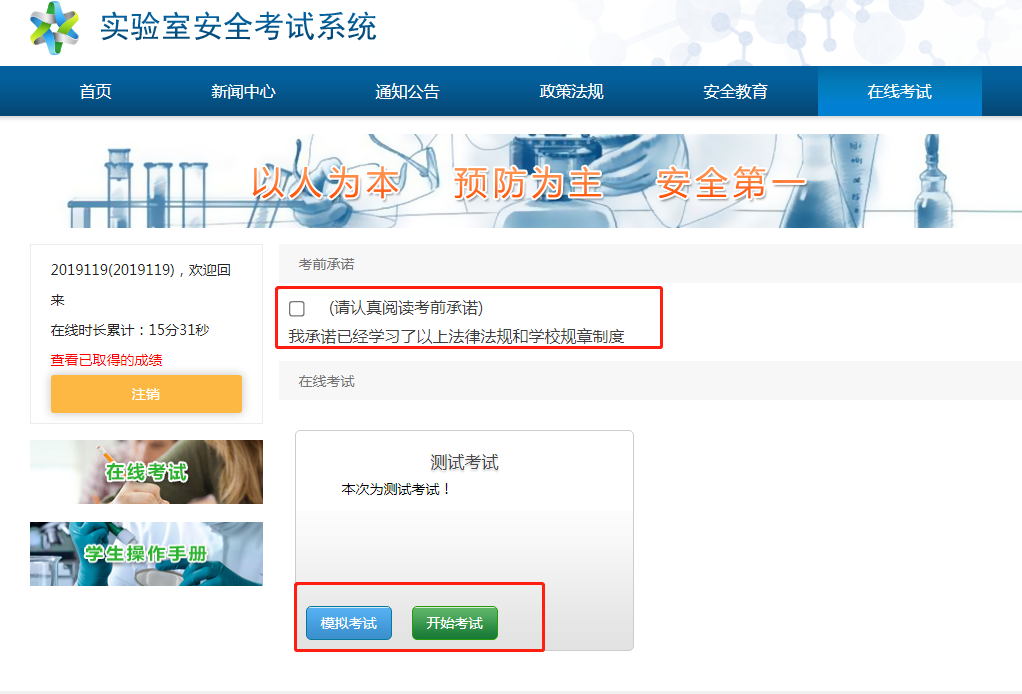 实验室安全考试系统
首页 新闻中心 通知公告 政策法规 安全教育 在线考试
以人为本 预防为主 安全第一
2019119(2019119)，欢迎回
来
在线时长累计：15分31秒
查看已取得的成绩
注销
在线考试
学生操作手册
考前承诺
(请认真阅读考前承诺)
我承诺已经学习了以上法律法规和学校规章制度
在线考试
测试考试
本次为测试考试！
模拟考试 开始考试